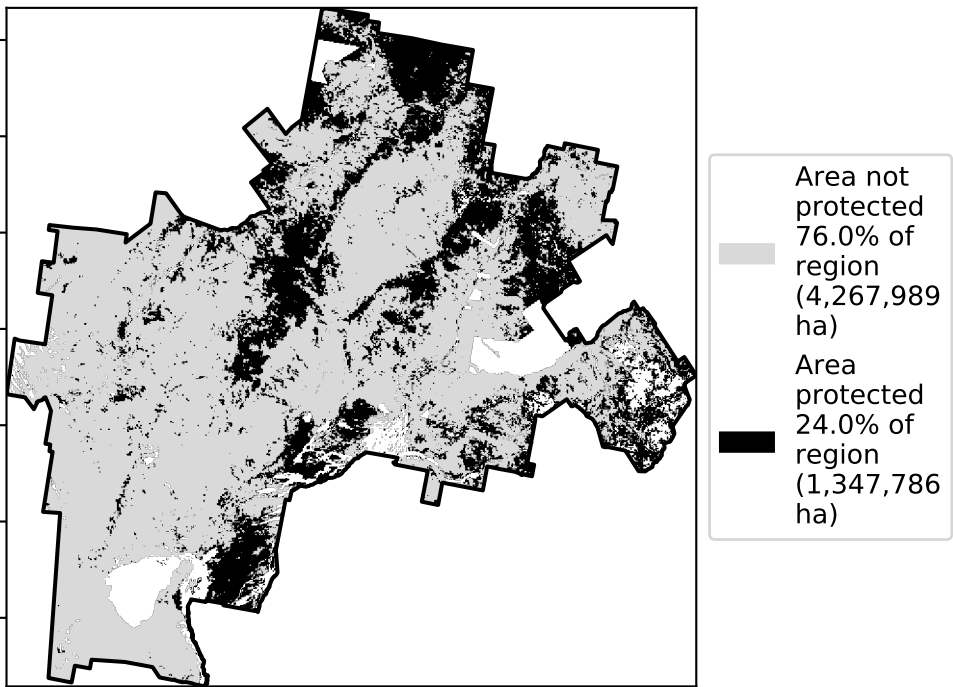 Area not
protected
76.0% of
region
(4,267,989
ha)
Area
protected
24.0% of
region
(1,347,786
ha)